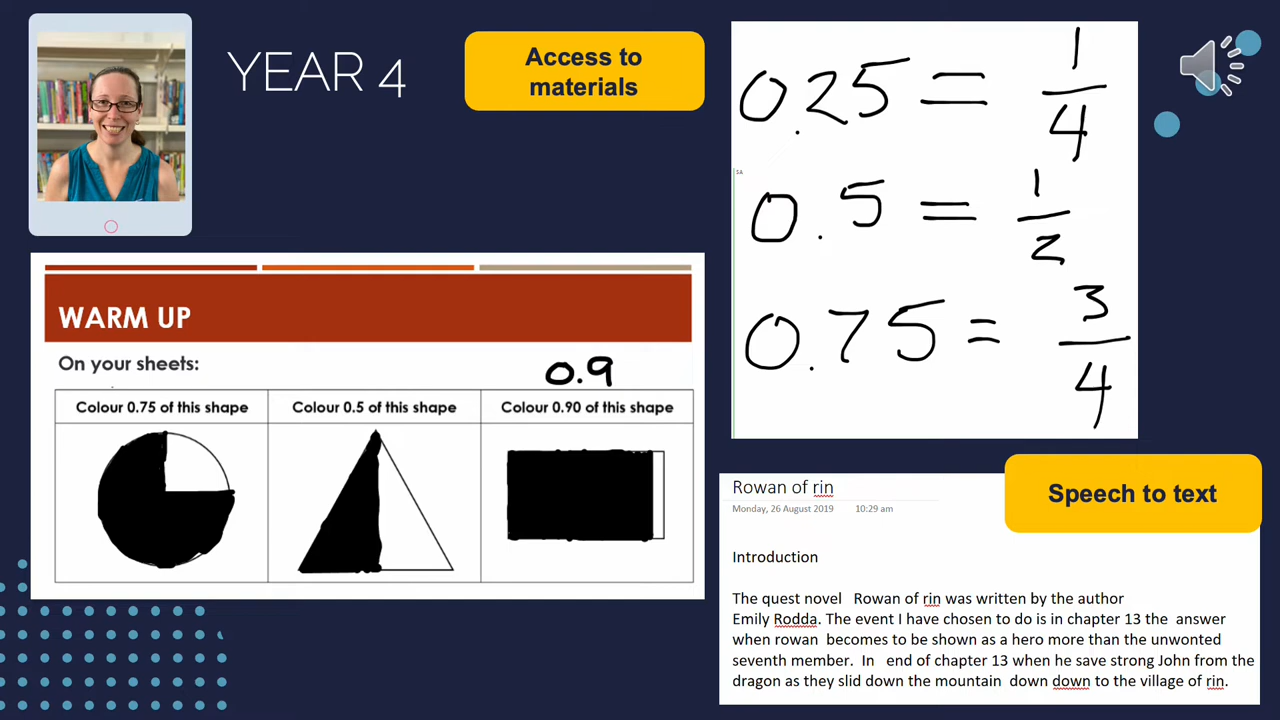 YEAR 4
Access to
materials
0.25 = 1/4
SA
0.5 = 1/2
0.75 = 3/4
WARM UP
On your sheets:
0.9
Colour 0.75 of this shape
Colour 0.5 of this shape
Colour 0.90 of this shape
Speech to text
Rowan of rin
Monday, 26 August 2019 10:29 am
Introduction
The quest novel Rowan of rin was written by the author
Emily Rodda. The event I have chosen to do is in chapter 13 the answer
when rowan becomes to be shown as a hero more than the unwonted
seventh member. In end of chapter 13 when he save strong John from the
dragon as they slid down the mountain down down to the village of rin.